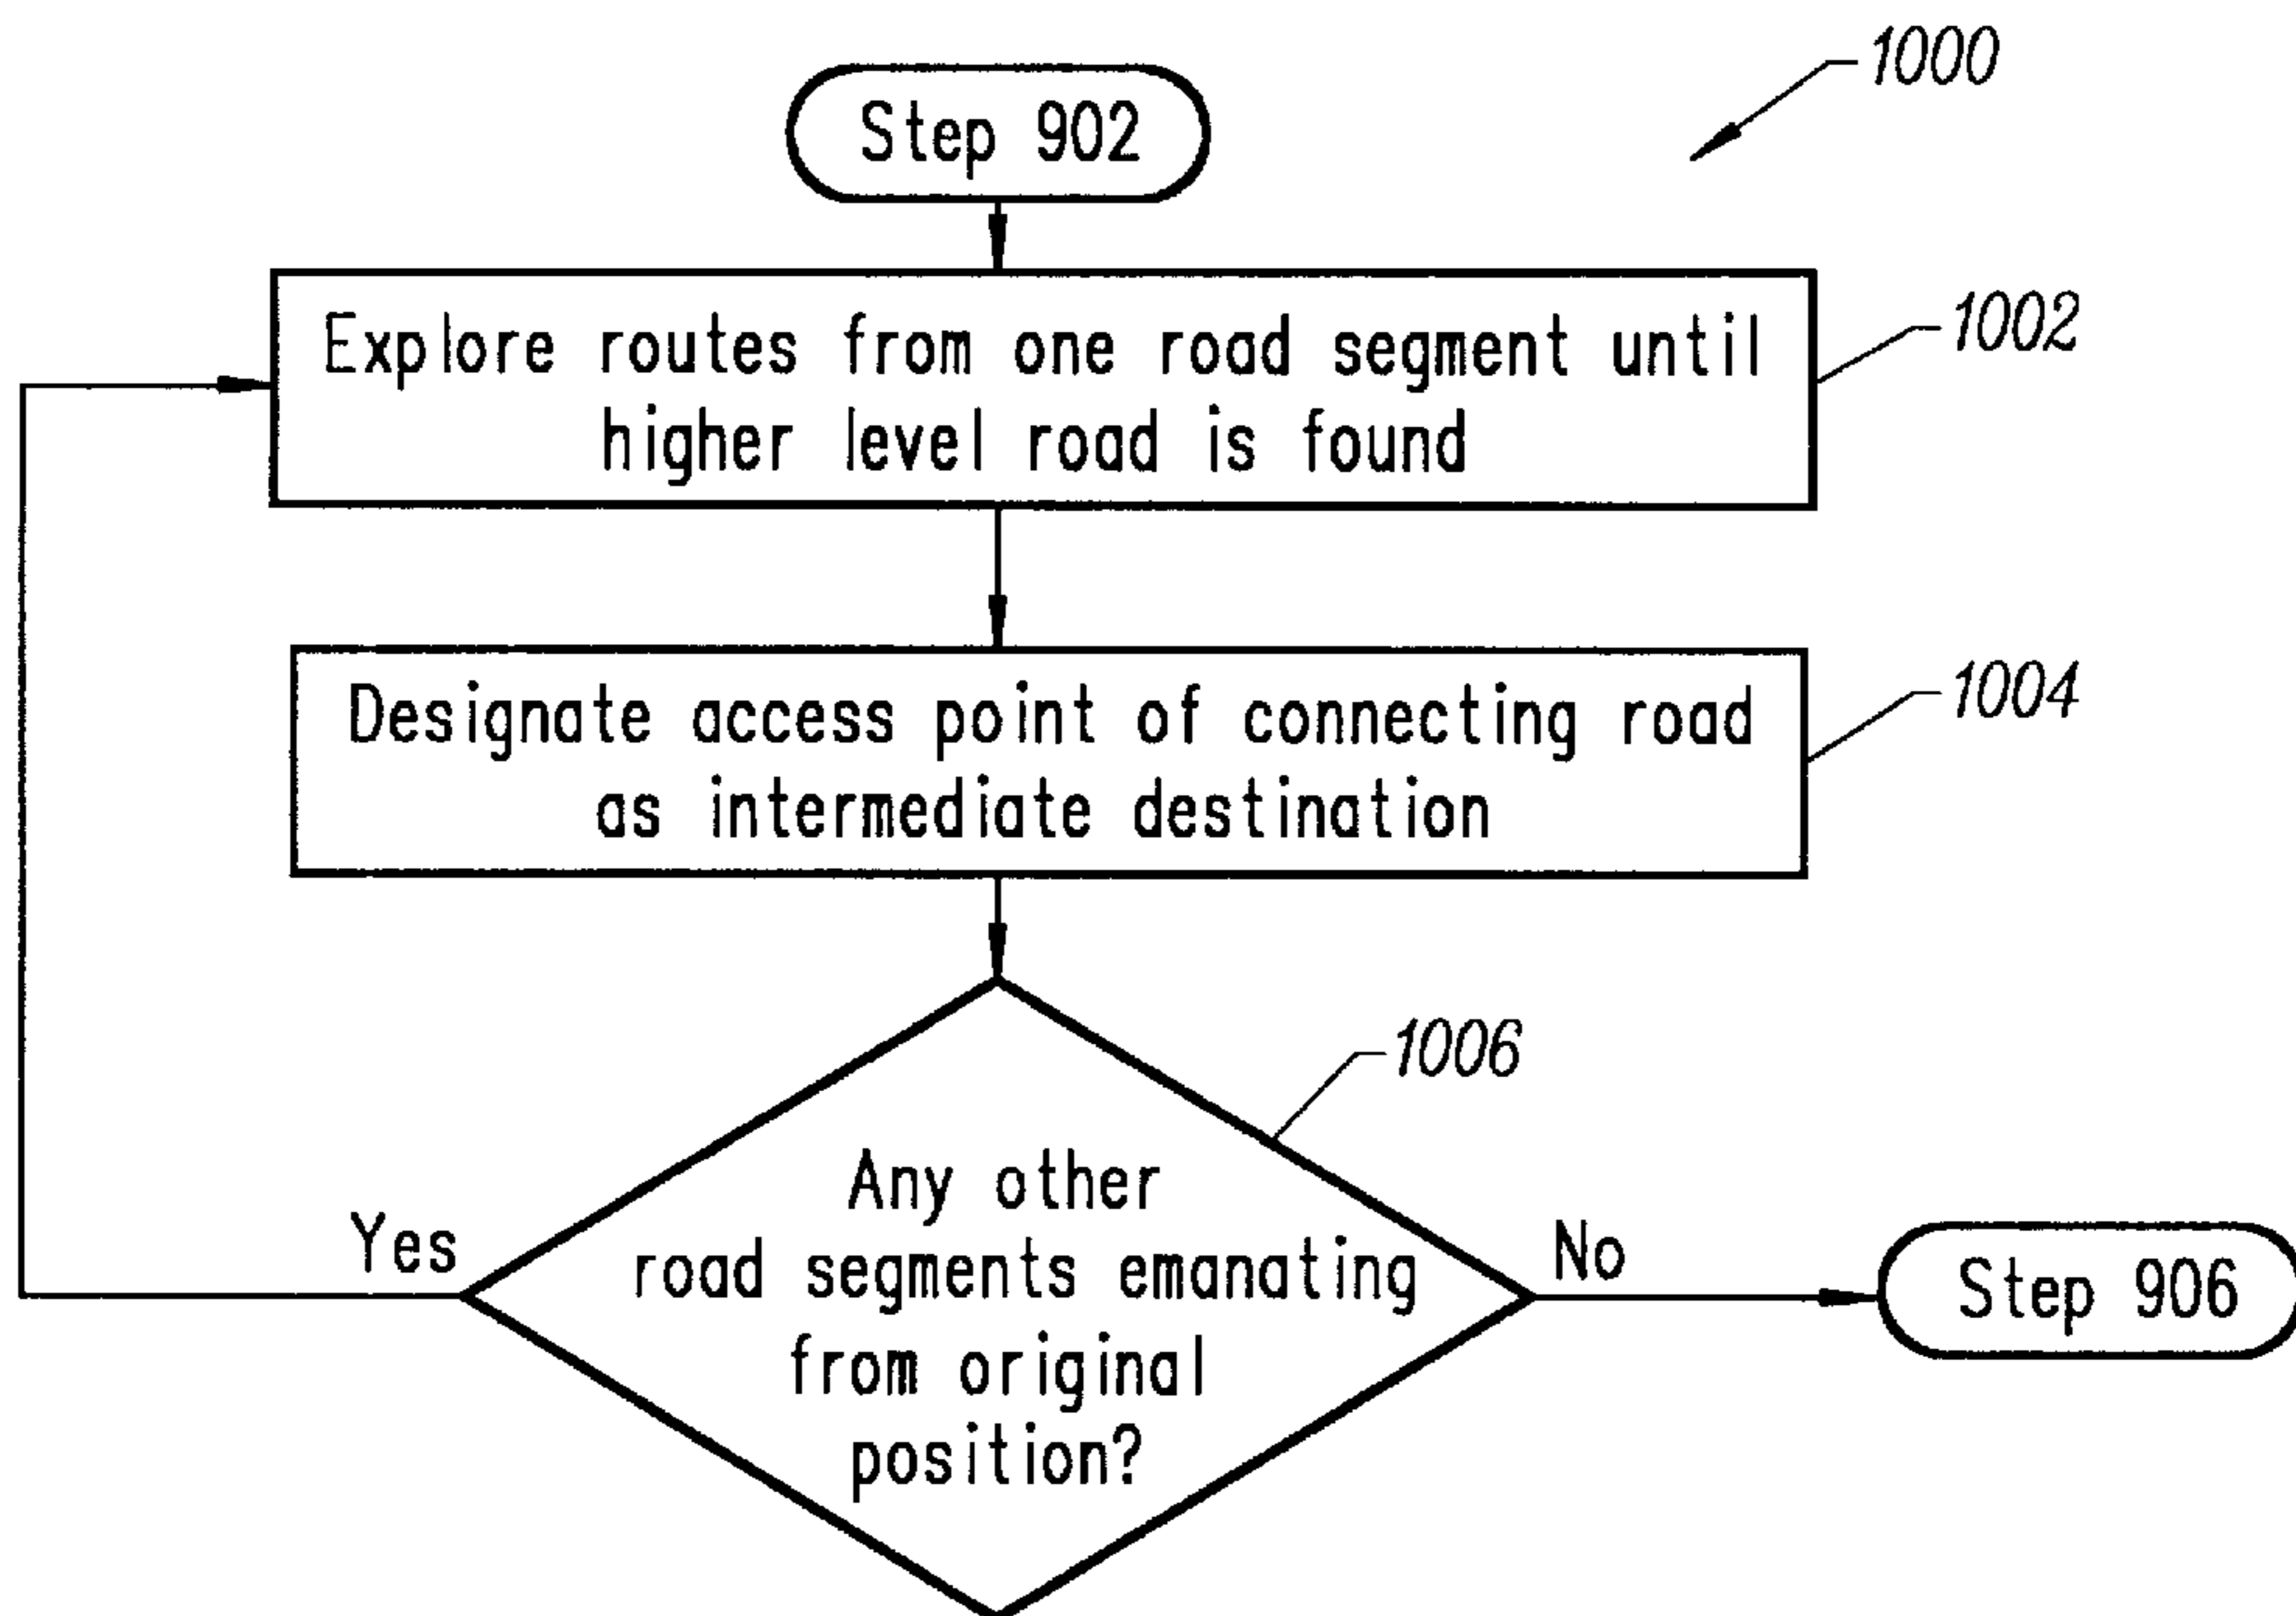 1000
Step 902
Explore routes from one road segment until
higher level road is found
1002
Designate access point of connecting road
as intermediate destination
1004
1006
Any other
road segments emanating
from original
position?
Yes
No
Step 906